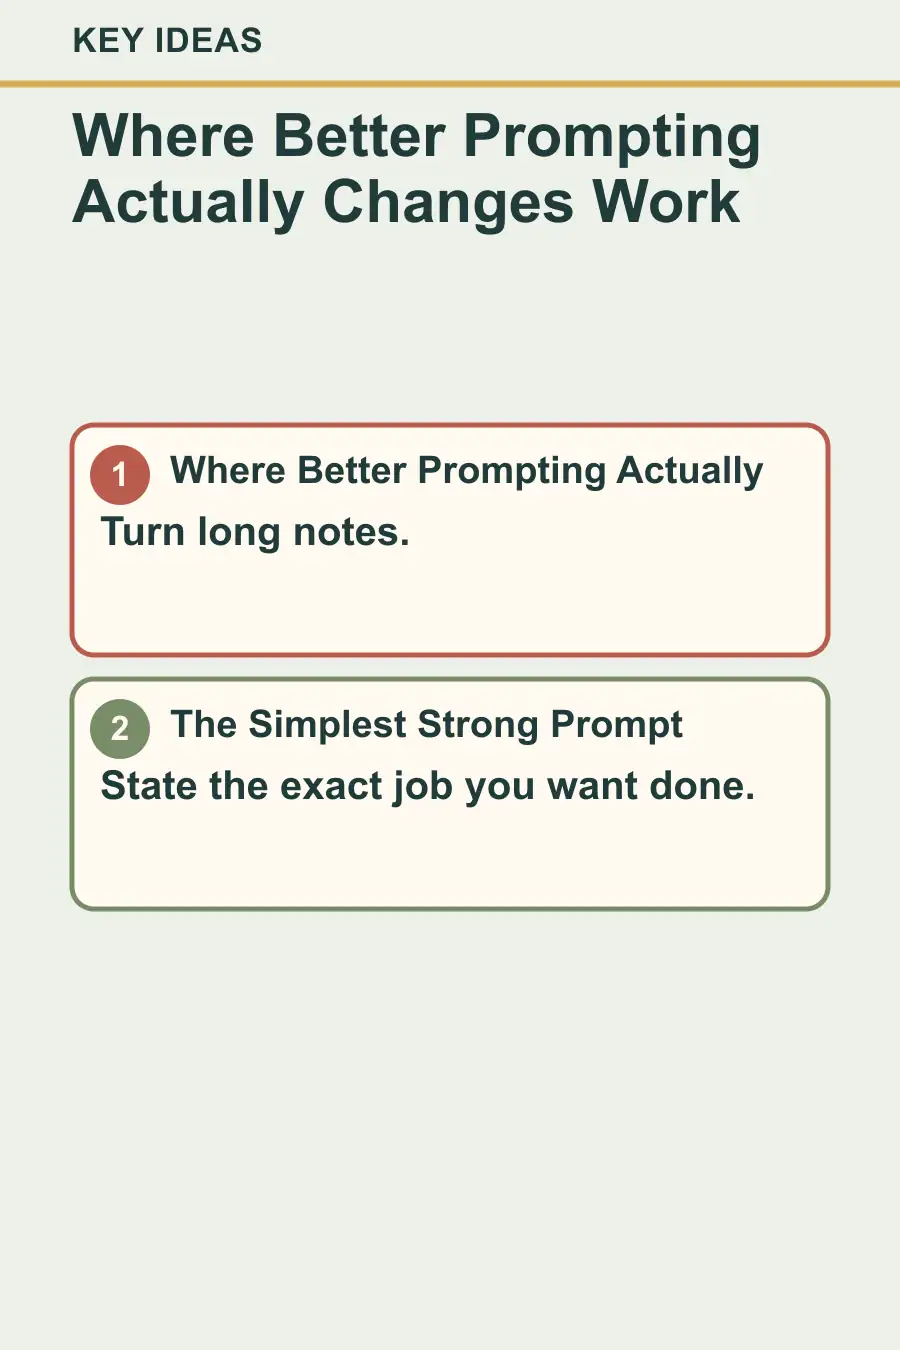 KEY IDEAS
Where Better Prompting
Actually Changes Work
1 Where Better Prompting Actually
Turn long notes.
2 The Simplest Strong Prompt
State the exact job you want done.